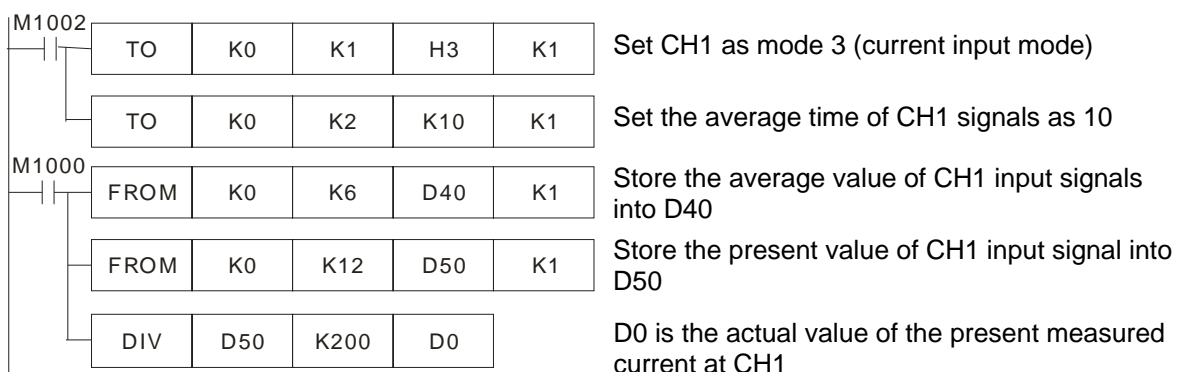 M1002
TO K0 K1 H3 K1 Set CH1 as mode 3 (current input mode)
TO K0 K2 K10 K1 Set the average time of CH1 signals as 10
M1000
FROM K0 K6 D40 K1 Store the average value of CH1 input signals
into D40
FROM K0 K12 D50 K1 Store the present value of CH1 input signal into
D50
DIV D50 K200 D0 D0 is the actual value of the present measured
current at CH1